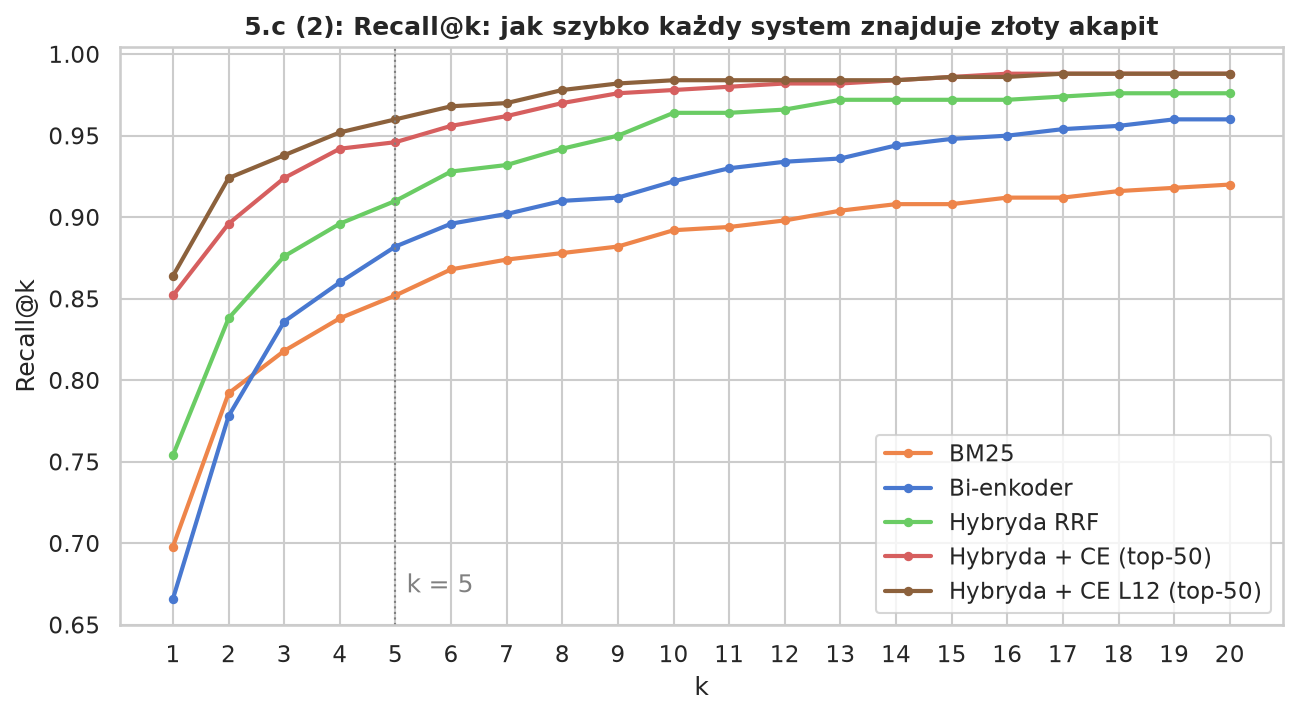 5.c (2): Recall@k: jak szybko każdy system znajduje złoty akapit
1.00
0.95
0.90
0.85
0.80
0.75
0.70
0.65
Recall@k
k = 5
BM25
Bi-enkoder
Hybryda RRF
Hybryda + CE (top-50)
Hybryda + CE L12 (top-50)
1 2 3 4 5 6 7 8 9 10 11 12 13 14 15 16 17 18 19 20
k